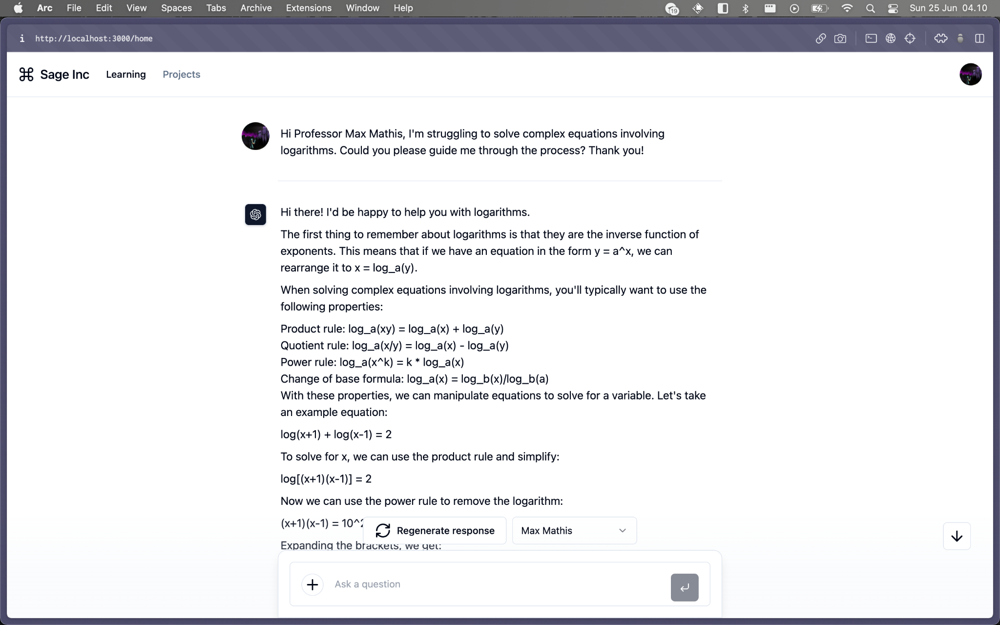 Arc File Edit View Spaces Tabs Archive Extensions Window Help 19 Sun 25 Jun 04.10
http://localhost:3000/home
Sage Inc Learning Projects
Hi Professor Max Mathis, I'm struggling to solve complex equations involving
logarithms. Could you please guide me through the process? Thank you!
Hi there! I'd be happy to help you with logarithms.
The first thing to remember about logarithms is that they are the inverse function of
exponents. This means that if we have an equation in the form y = a^x, we can
rearrange it to x = log_a(y).
When solving complex equations involving logarithms, you'll typically want to use the
following properties:
Product rule: log_a(xy) = log_a(x) + log_a(y)
Quotient rule: log_a(x/y) = log_a(x) - log_a(y)
Power rule: log_a(x^k) = k * log_a(x)
Change of base formula: log_a(x) = log_b(x)/log_b(a)
With these properties, we can manipulate equations to solve for a variable. Let's take
an example equation:
log(x+1) + log(x-1) = 2
To solve for x, we can use the product rule and simplify:
log[(x+1)(x-1)] = 2
Now we can use the power rule to remove the logarithm:
(x+1)(x-1) = 10^2
Regenerate response Max Mathis
Expanding the brackets, we get:
Ask a question